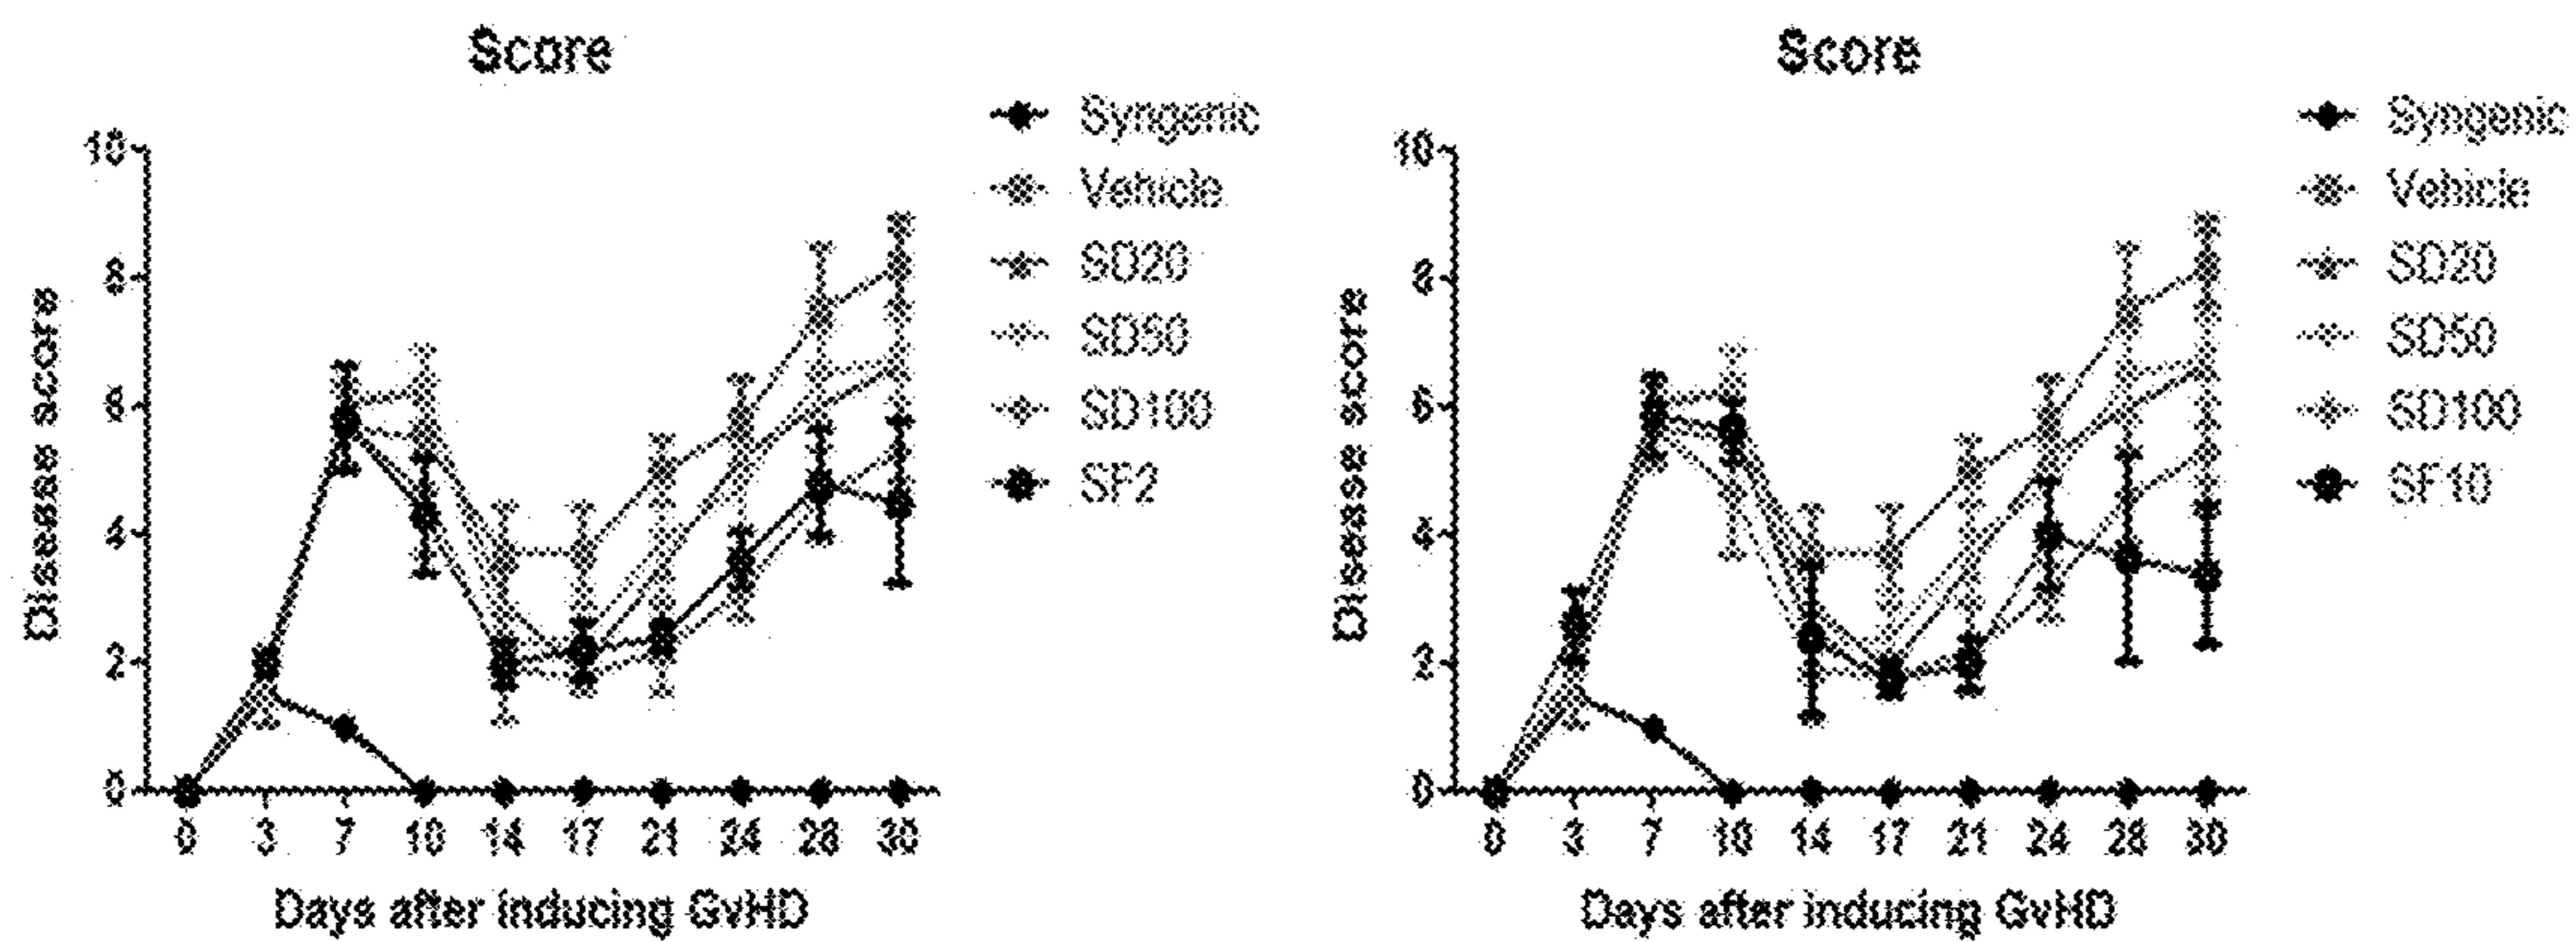 Score
Disease score
10
8
6
4
2
0
0 3 7 10 14 17 21 24 28 30
Days after inducing GvHD
Syngenic
Vehicle
SD20
SD50
SD100
SF2
Score
Disease score
10
8
6
4
2
0
0 3 7 10 14 17 21 24 28 30
Days after inducing GvHD
Syngenic
Vehicle
SD20
SD50
SD100
SF10